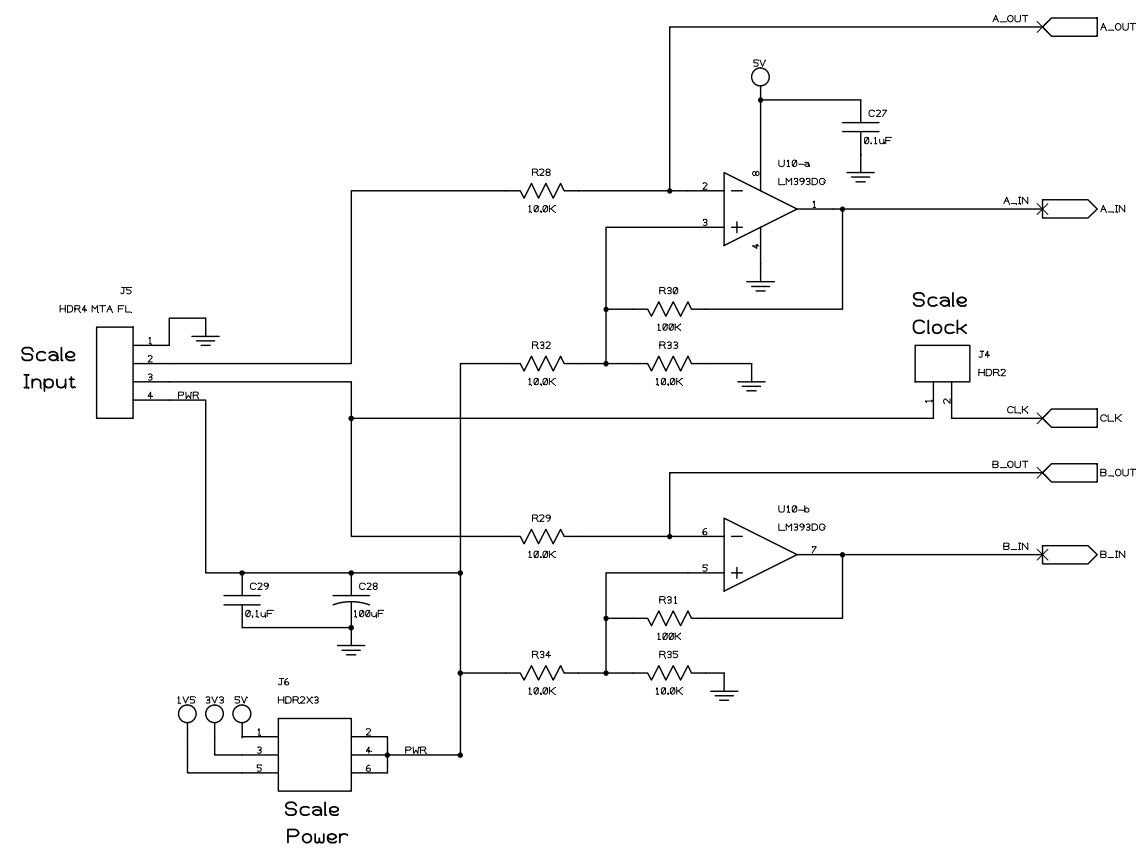 A_OUT A_OUT
5V
C27
0.1uF
U10-a
LM393DG
8
R28
10.0K
2
3
1
4
A_IN A_IN
J5
HDR4 MTA FL
Scale
Input
1
2
3
4 PWR
R30
100K
R32
10.0K
R33
10.0K
Scale
Clock
J4
HDR2
1 2
CLK CLK
B_OUT B_OUT
U10-b
LM393DG
R29
10.0K
6
5
7
B_IN B_IN
C29
0.1uF
C28
100uF
R31
100K
R34
10.0K
R35
10.0K
J6
HDR2X3
1V5 3V3 5V
1 2
3 4 PWR
5 6
Scale
Power